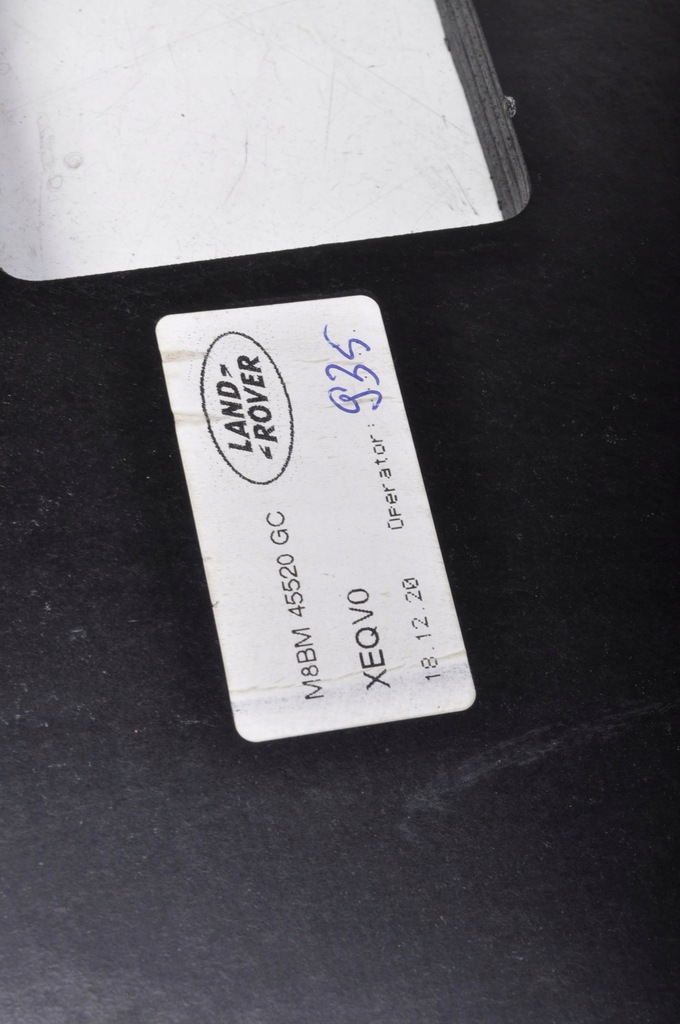 LAND
ROVER
M8BM 45520 GC
XEQV0
Operator: 935
18.12.20